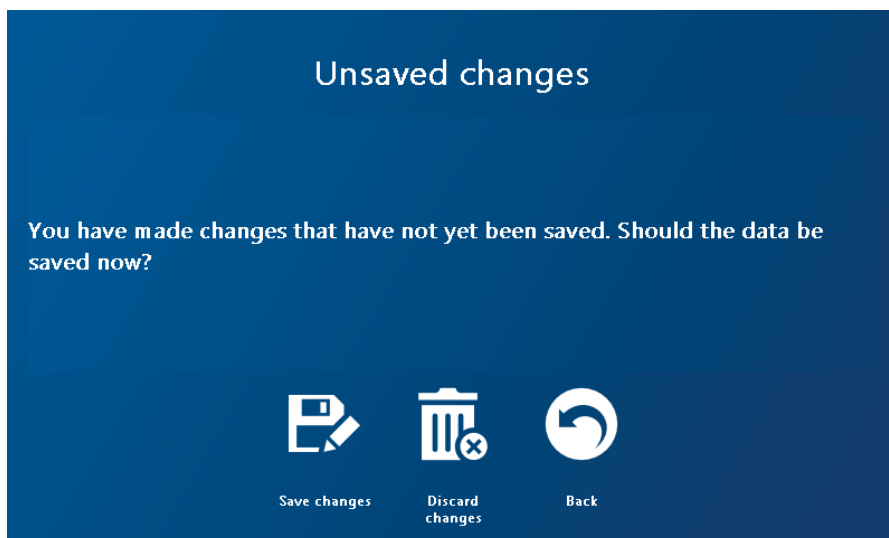 Unsaved changes
You have made changes that have not yet been saved. Should the data be
saved now?
Save changes
Discard
changes
Back